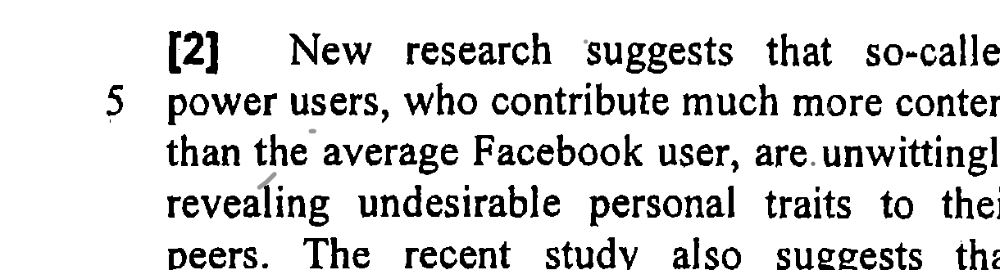 [2] New research suggests that so-calle
5 power users, who contribute much more conter
than the average Facebook user, are unwittingl
revealing undesirable personal traits to thei
peers. The recent study also suggests tha